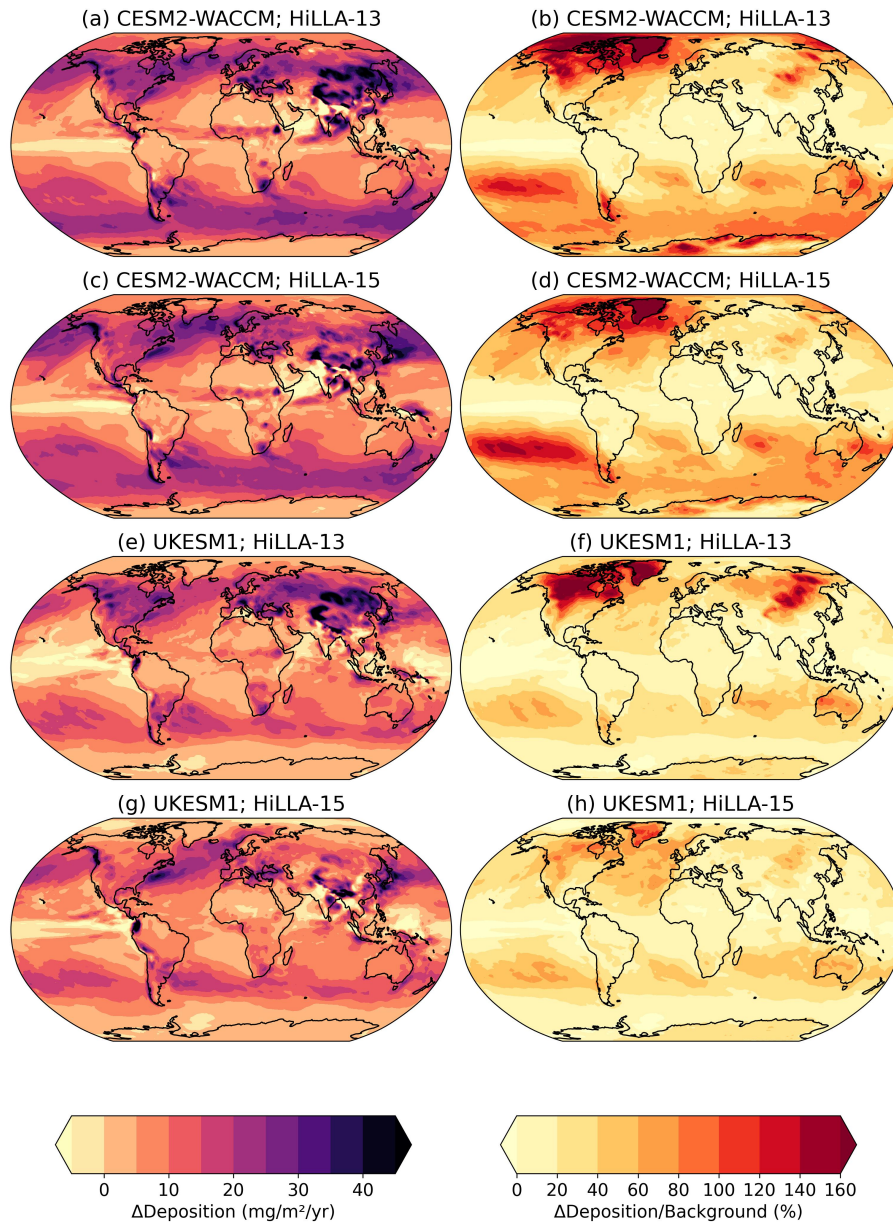 (a) CESM2-WACCM; HiLLA-13
(b) CESM2-WACCM; HiLLA-13
(c) CESM2-WACCM; HiLLA-15
(d) CESM2-WACCM; HiLLA-15
(e) UKESM1; HiLLA-13
(f) UKESM1; HiLLA-13
(g) UKESM1; HiLLA-15
(h) UKESM1; HiLLA-15
0 10 20 30 40
ΔDeposition (mg/m²/yr)
0 20 40 60 80 100 120 140 160
ΔDeposition/Background (%)